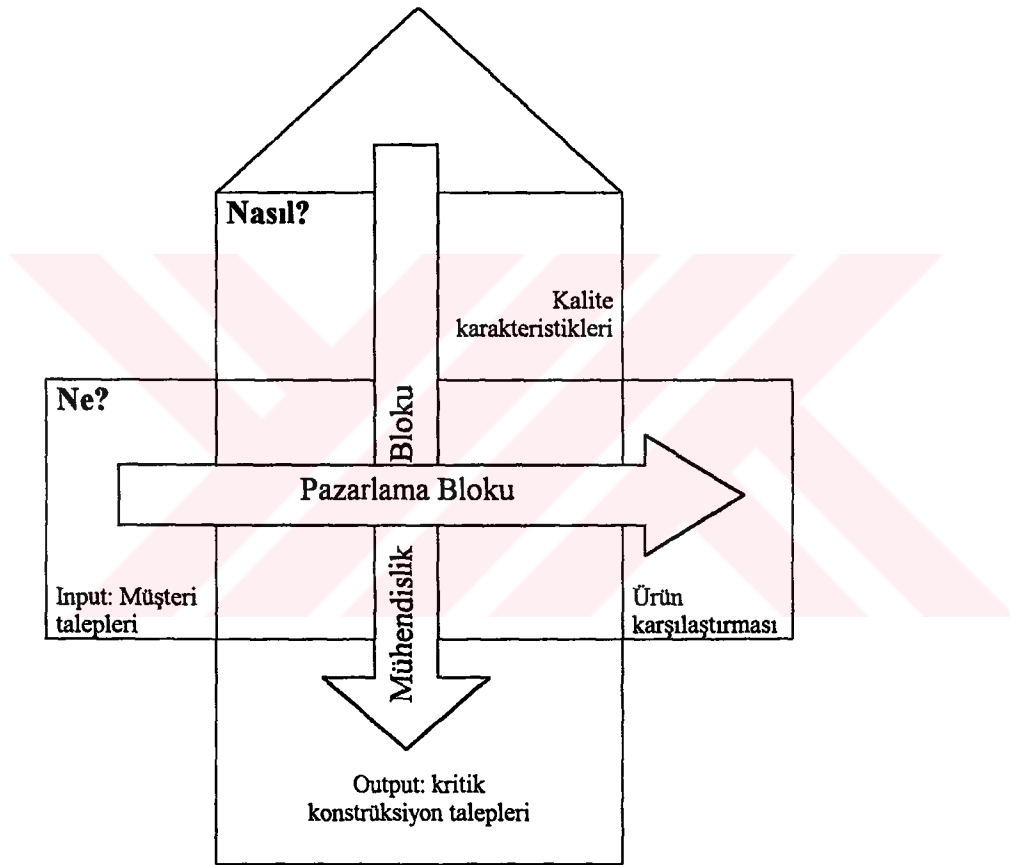 Nasıl?
Kalite
karakteristikleri
Ne?
Mühendislik Bloku
Pazarlama Bloku
Input: Müşteri
talepleri
Ürün
karşılaştırması
Output: kritik
konstrüksiyon talepleri